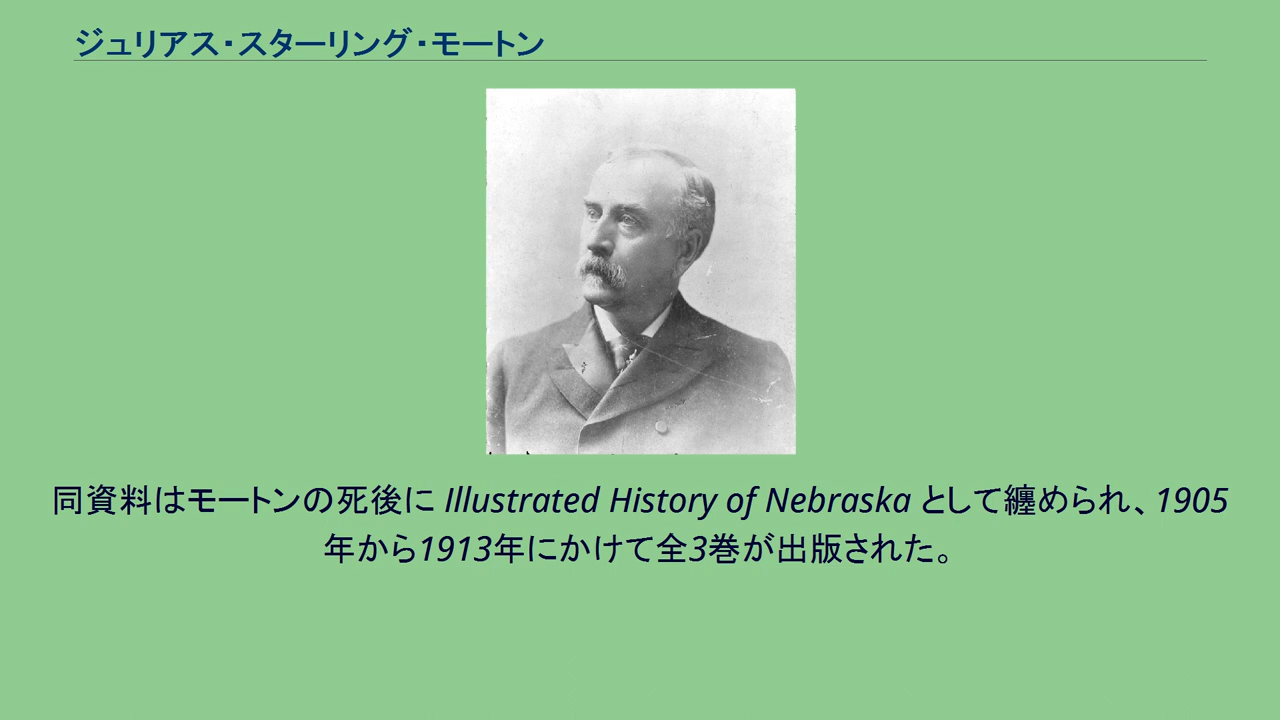 ジュリアス・スターリング・モートン
同資料はモートンの死後に Illustrated History of Nebraska として纏められ、1905
年から1913年にかけて全3巻が出版された。